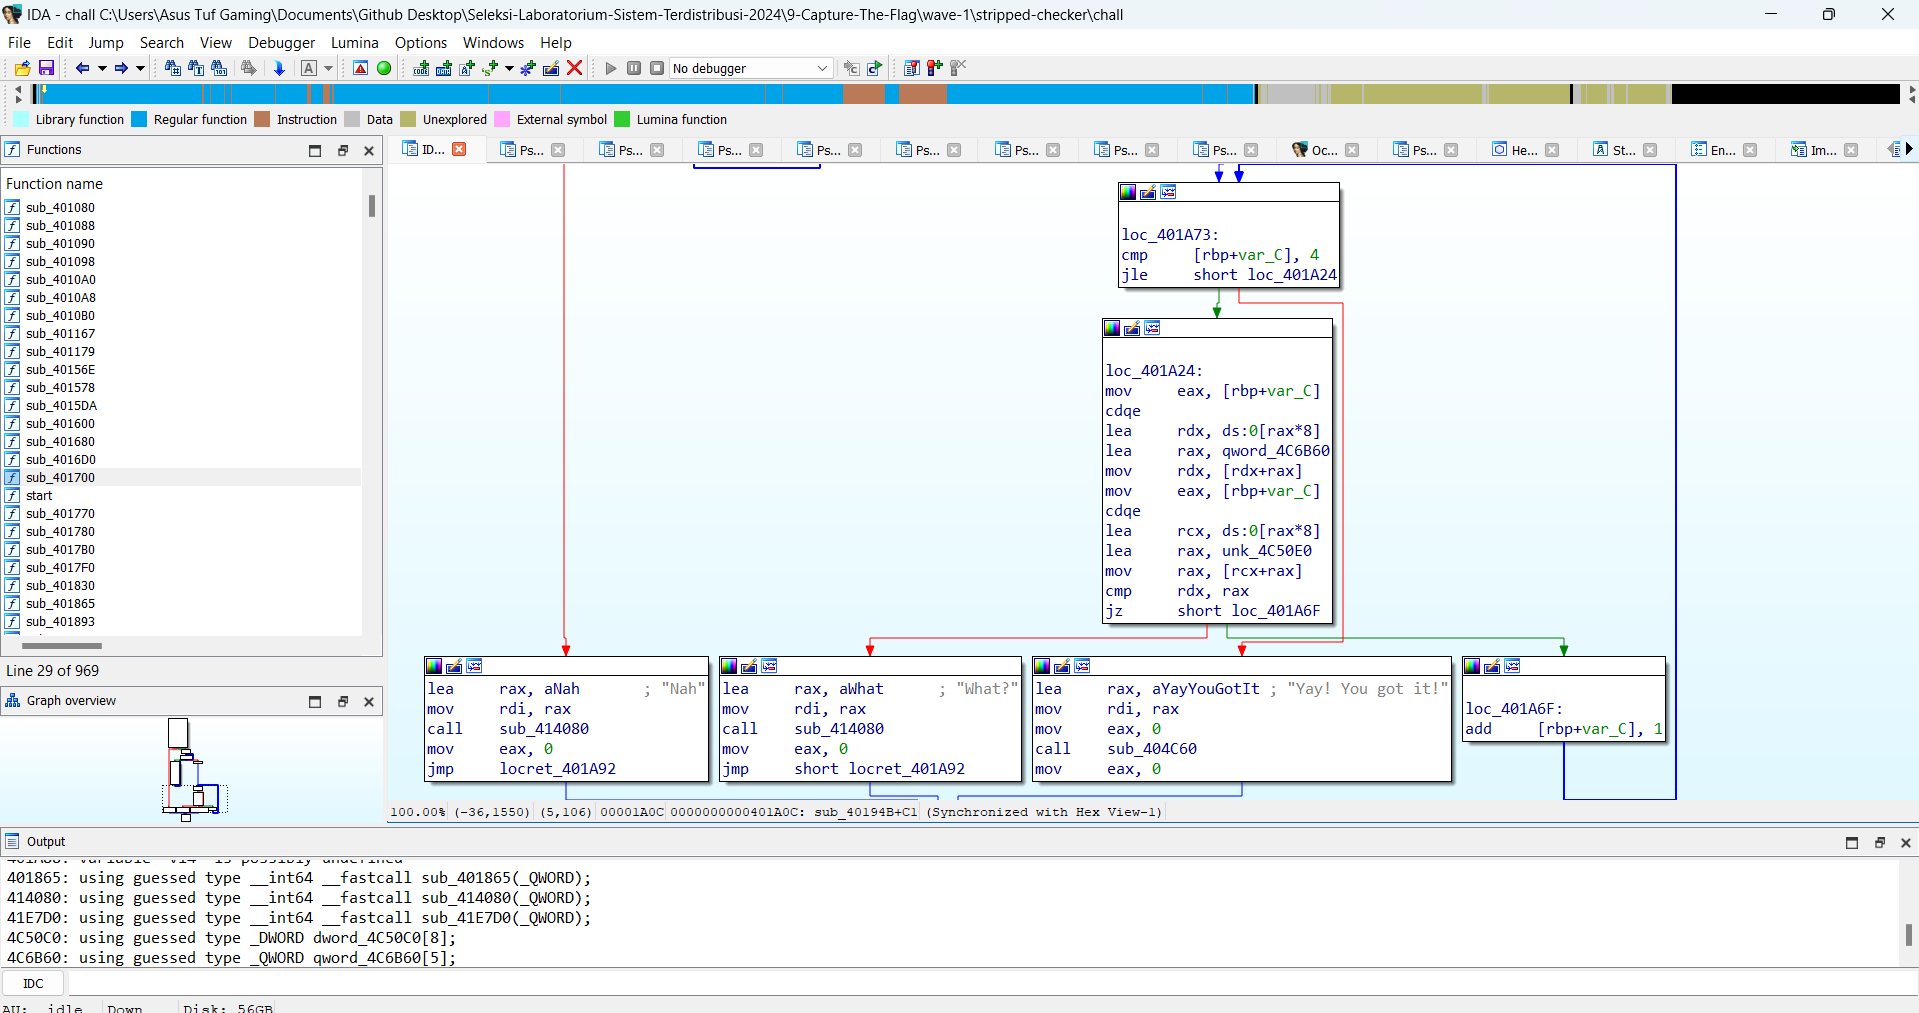 IDA - chall C:\Users\Asus Tuf Gaming\Documents\Github Desktop\Seleksi-Laboratorium-Sistem-Terdistribusi-2024\9-Capture-The-Flag\wave-1\stripped-checker\chall
File Edit Jump Search View Debugger Lumina Options Windows Help
No debugger
Library function Regular function Instruction Data Unexplored External symbol Lumina function
Functions
ID... Ps... Ps... Ps... Ps... Ps... Ps... Ps... Ps... Oc... Ps... He... St... En... Im...
Function name
sub_401080
sub_401088
sub_401090
sub_401098
sub_4010A0
sub_4010A8
sub_4010B0
sub_401167
sub_401179
sub_40156E
sub_401578
sub_4015DA
sub_401600
sub_401680
sub_4016D0
sub_401700
start
sub_401770
sub_401780
sub_4017B0
sub_4017F0
sub_401830
sub_401865
sub_401893
Line 29 of 969
Graph overview
loc_401A73:
cmp [rbp+var_C], 4
jle short loc_401A24
loc_401A24:
mov eax, [rbp+var_C]
cdqe
lea rdx, ds:0[rax*8]
lea rax, qword_4C6B60
mov rdx, [rdx+rax]
mov eax, [rbp+var_C]
cdqe
lea rcx, ds:0[rax*8]
lea rax, unk_4C50E0
mov rax, [rcx+rax]
cmp rdx, rax
jz short loc_401A6F
lea rax, aNah ; "Nah"
mov rdi, rax
call sub_414080
mov eax, 0
jmp locret_401A92
lea rax, aWhat ; "What?"
mov rdi, rax
call sub_414080
mov eax, 0
jmp short locret_401A92
lea rax, aYayYouGotIt ; "Yay! You got it!"
mov rdi, rax
mov eax, 0
call sub_404C60
mov eax, 0
loc_401A6F:
add [rbp+var_C], 1
100.00% (-36,1550) (5,106) 00001A0C 0000000000401A0C: sub_40194B+C1 (Synchronized with Hex View-1)
Output
401865: using guessed type __int64 __fastcall sub_401865(_QWORD);
414080: using guessed type __int64 __fastcall sub_414080(_QWORD);
41E7D0: using guessed type __int64 __fastcall sub_41E7D0(_QWORD);
4C50C0: using guessed type _DWORD dword_4C50C0[8];
4C6B60: using guessed type _QWORD qword_4C6B60[5];
IDC
AU: idle Down Disk: 56GB